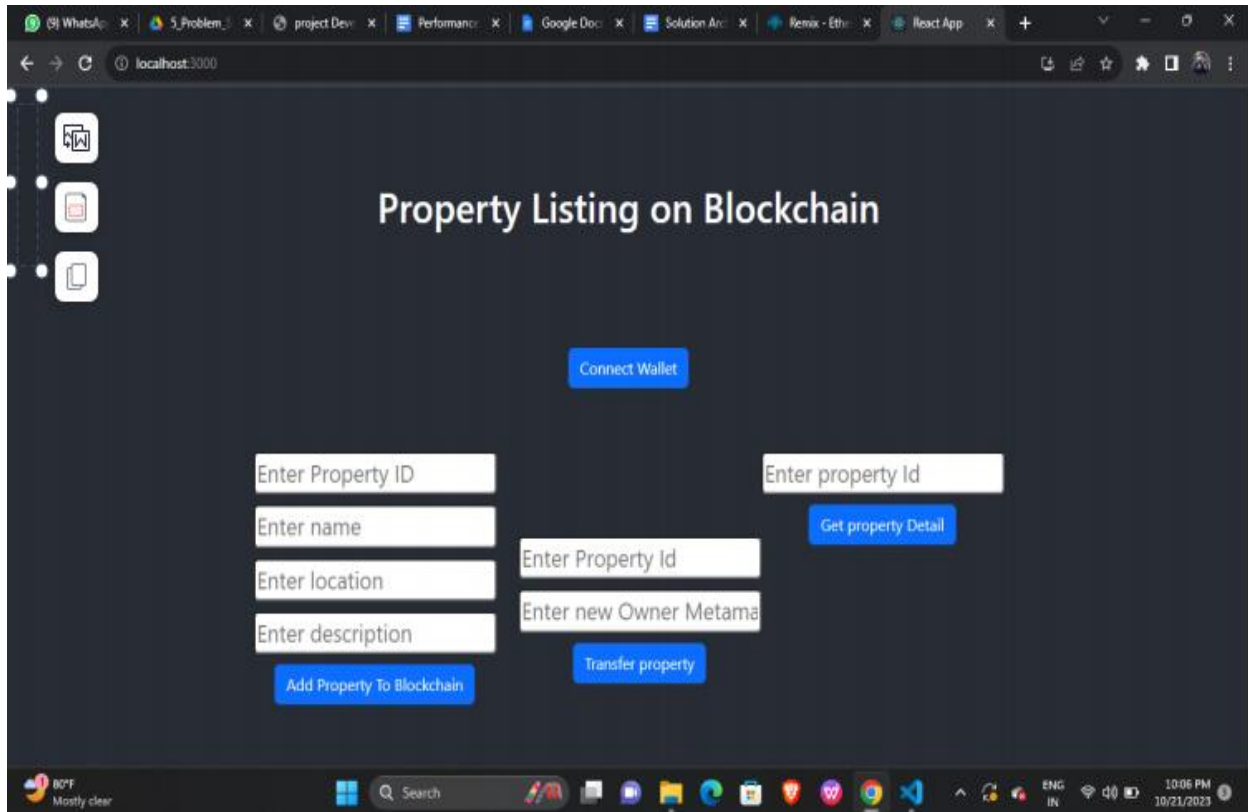 (9) WhatsAp
5_Problem_S
project Deve
Performance
Google Doc
Solution Arc
Remix - Ethe
React App
localhost:3000
Property Listing on Blockchain
Connect Wallet
Enter Property ID
Enter name
Enter location
Enter description
Add Property To Blockchain
Enter Property Id
Enter new Owner Metama
Transfer property
Enter property Id
Get property Detail
80°F
Mostly clear
Search
ENG
IN
10:06 PM
10/21/2023